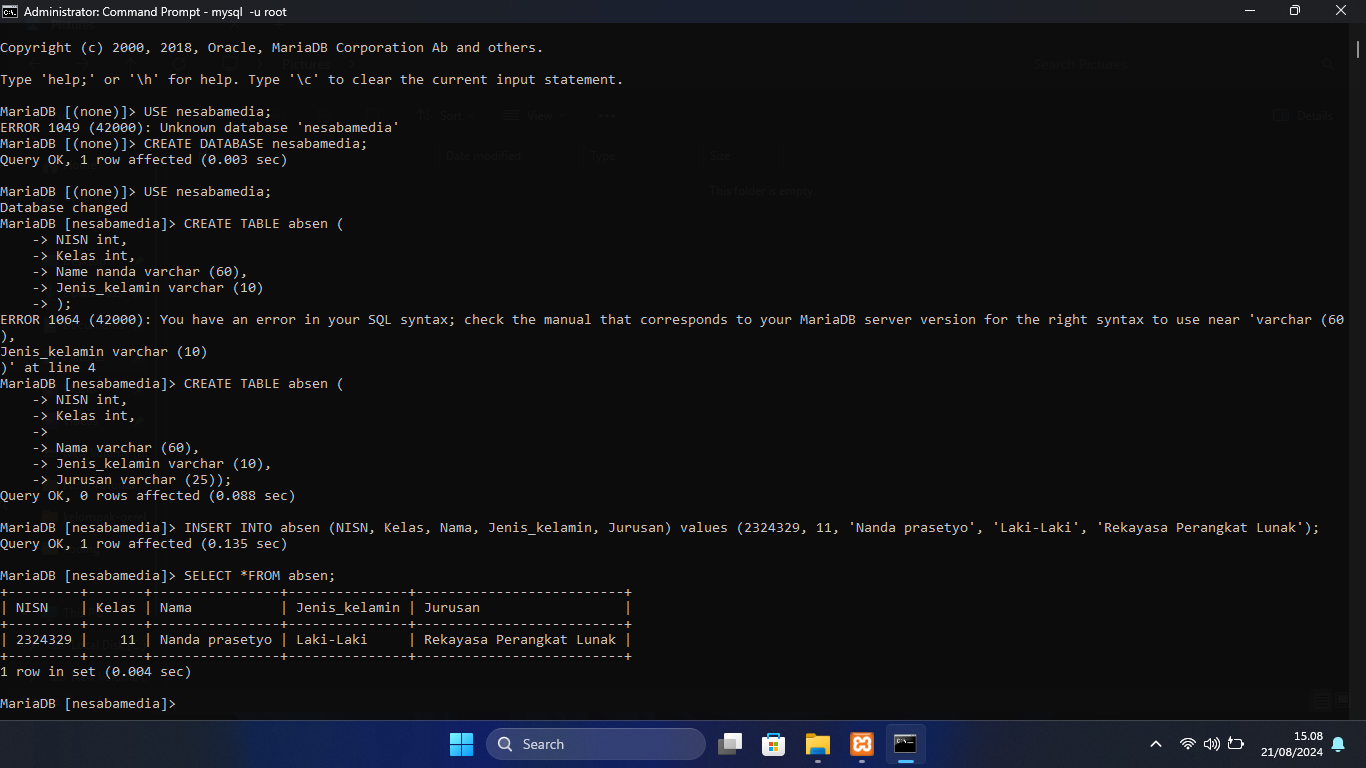 Administrator: Command Prompt - mysql  -u root
Copyright (c) 2000, 2018, Oracle, MariaDB Corporation Ab and others.
Type 'help;' or '\h' for help. Type '\c' to clear the current input statement.
MariaDB [(none)]> USE nesabamedia;
ERROR 1049 (42000): Unknown database 'nesabamedia'
MariaDB [(none)]> CREATE DATABASE nesabamedia;
Query OK, 1 row affected (0.003 sec)
MariaDB [(none)]> USE nesabamedia;
Database changed
MariaDB [nesabamedia]> CREATE TABLE absen (
    -> NISN int,
    -> Kelas int,
    -> Name nanda varchar (60),
    -> Jenis_kelamin varchar (10)
    -> );
ERROR 1064 (42000): You have an error in your SQL syntax; check the manual that corresponds to your MariaDB server version for the right syntax to use near 'varchar (60
),
Jenis_kelamin varchar (10)
)' at line 4
MariaDB [nesabamedia]> CREATE TABLE absen (
    -> NISN int,
    -> Kelas int,
    ->
    -> Nama varchar (60),
    -> Jenis_kelamin varchar (10),
    -> Jurusan varchar (25));
Query OK, 0 rows affected (0.088 sec)
MariaDB [nesabamedia]> INSERT INTO absen (NISN, Kelas, Nama, Jenis_kelamin, Jurusan) values (2324329, 11, 'Nanda prasetyo', 'Laki-Laki', 'Rekayasa Perangkat Lunak');
Query OK, 1 row affected (0.135 sec)
MariaDB [nesabamedia]> SELECT *FROM absen;
+---------+-------+----------------+---------------+--------------------------+
| NISN    | Kelas | Nama           | Jenis_kelamin | Jurusan                  |
+---------+-------+----------------+---------------+--------------------------+
| 2324329 |    11 | Nanda prasetyo | Laki-Laki     | Rekayasa Perangkat Lunak |
+---------+-------+----------------+---------------+--------------------------+
1 row in set (0.004 sec)
MariaDB [nesabamedia]>
Search
15.08
21/08/2024